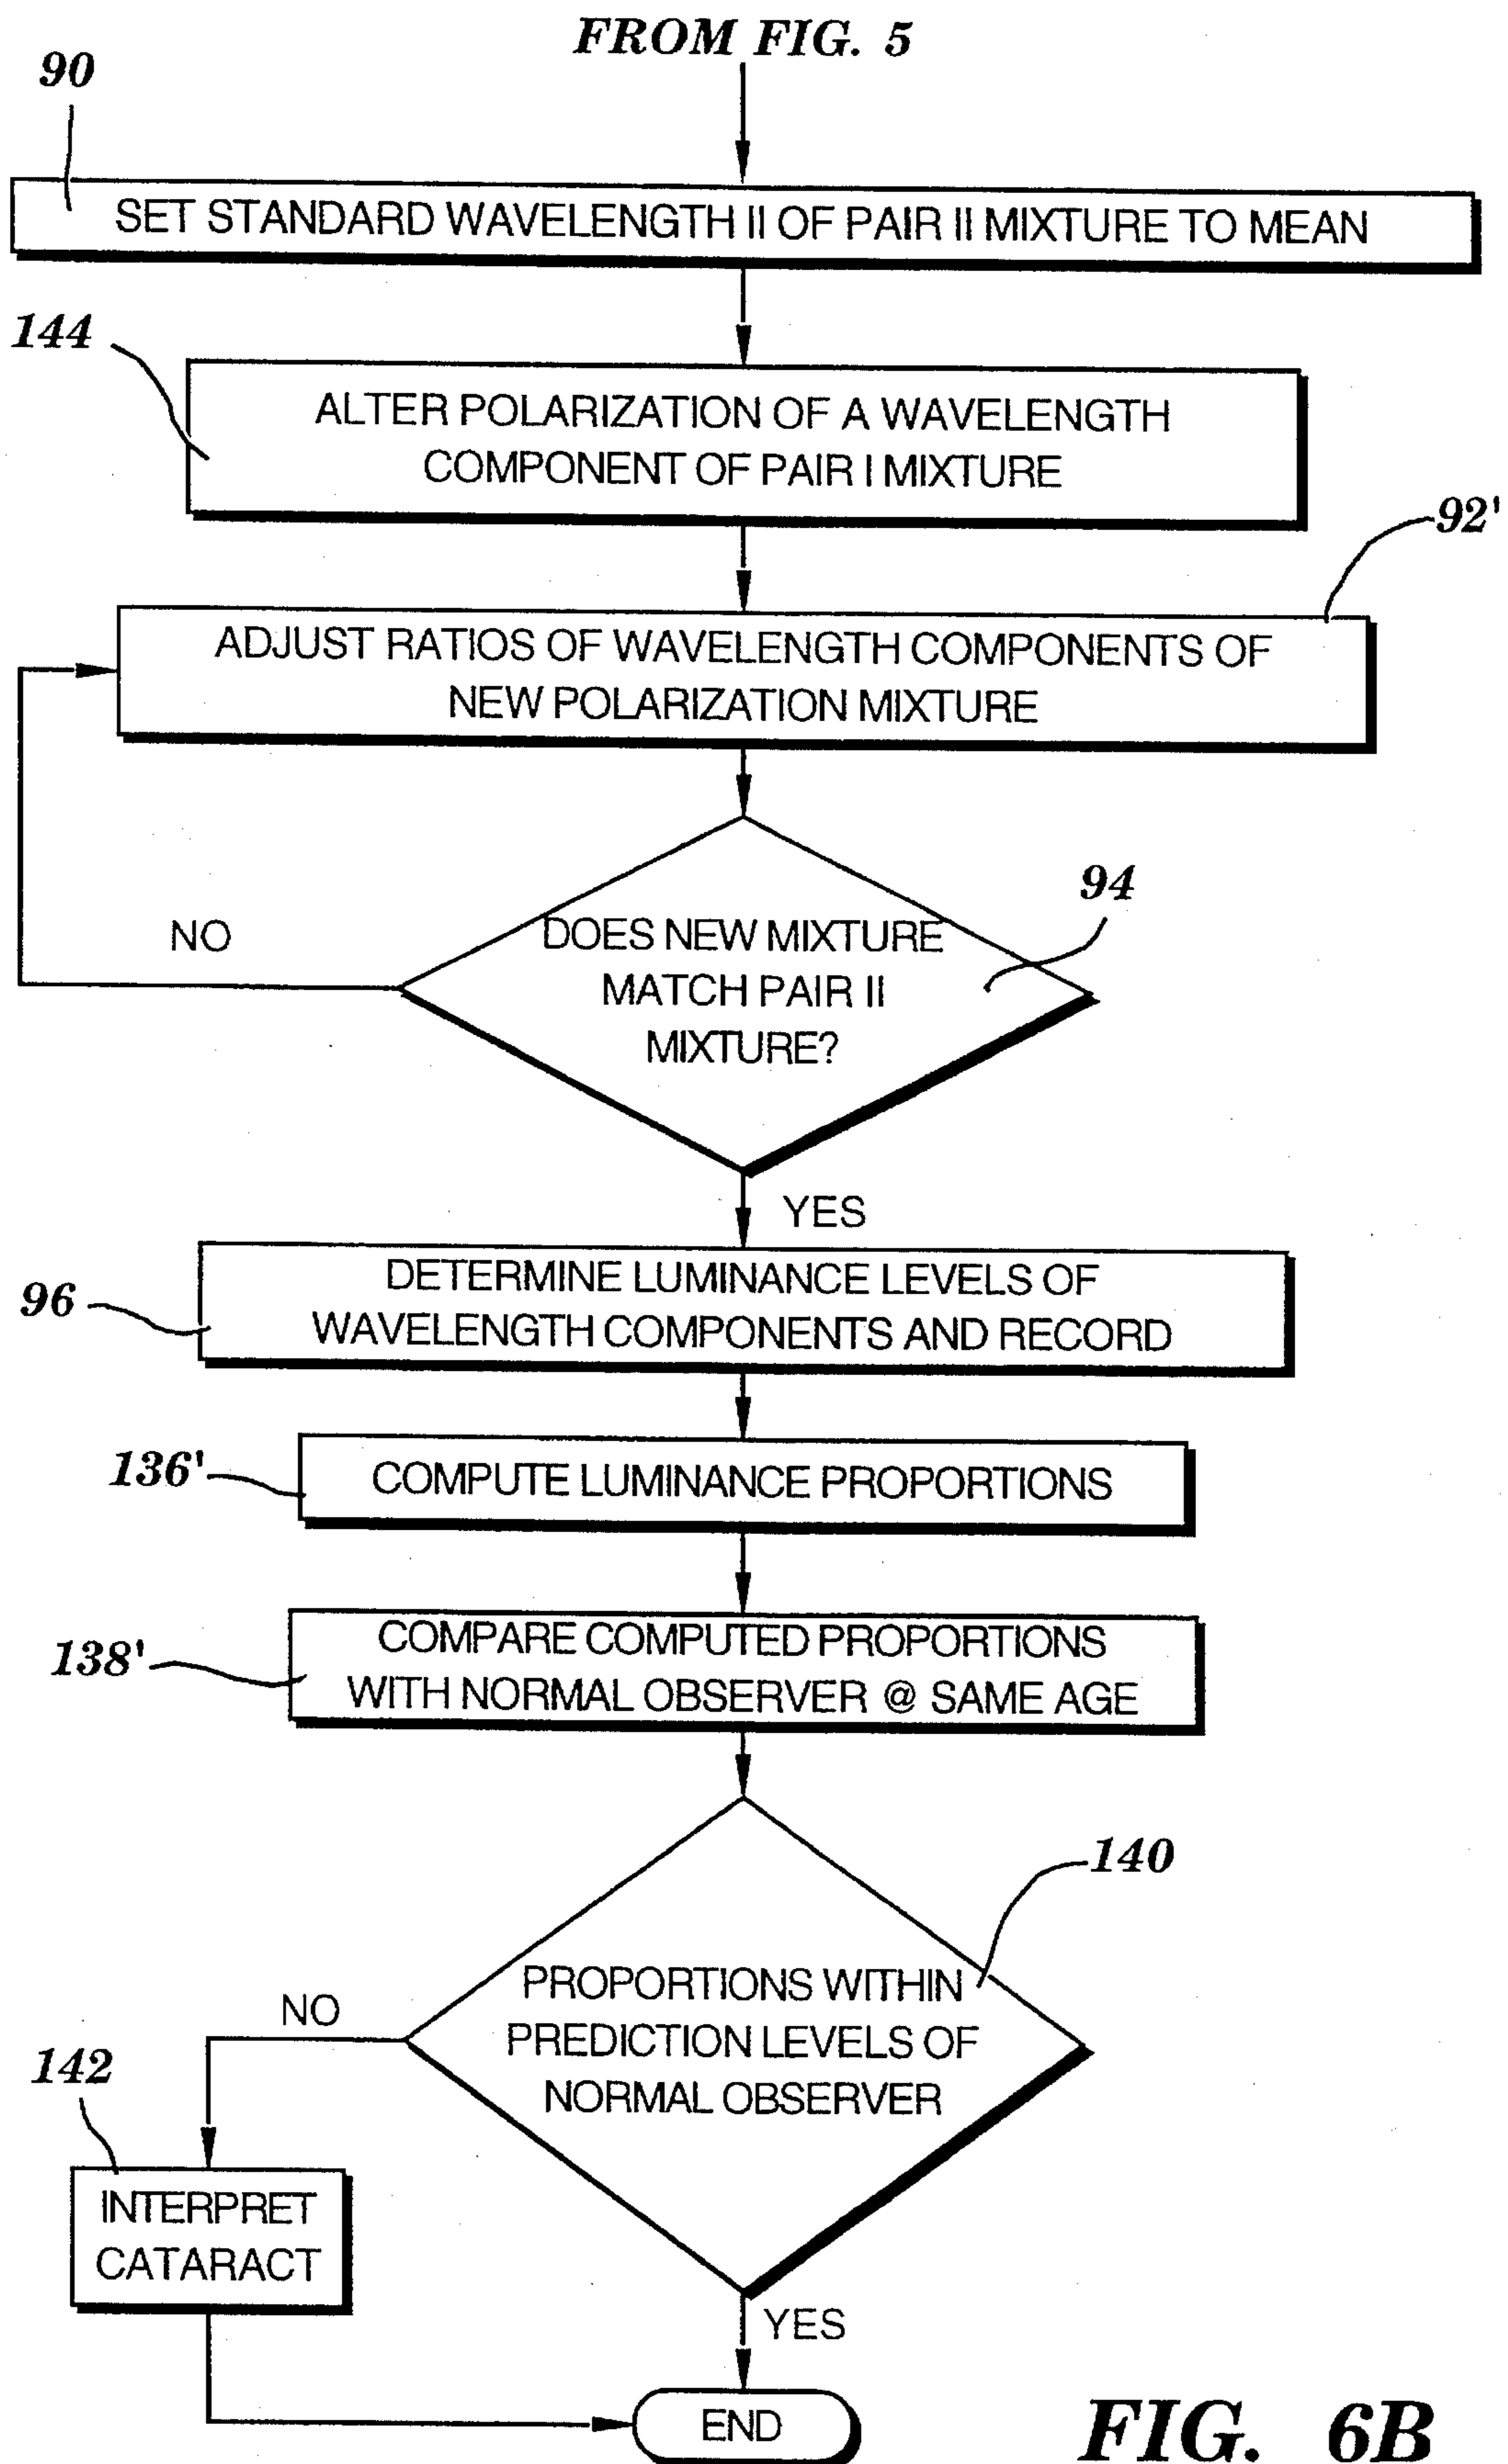 FROM FIG. 5
90
SET STANDARD WAVELENGTH II OF PAIR II MIXTURE TO MEAN
144
ALTER POLARIZATION OF A WAVELENGTH
COMPONENT OF PAIR I MIXTURE
92'
ADJUST RATIOS OF WAVELENGTH COMPONENTS OF
NEW POLARIZATION MIXTURE
94
NO
DOES NEW MIXTURE
MATCH PAIR II
MIXTURE?
YES
96
DETERMINE LUMINANCE LEVELS OF
WAVELENGTH COMPONENTS AND RECORD
136'
COMPUTE LUMINANCE PROPORTIONS
138'
COMPARE COMPUTED PROPORTIONS
WITH NORMAL OBSERVER @ SAME AGE
140
PROPORTIONS WITHIN
PREDICTION LEVELS OF
NORMAL OBSERVER
NO
142
INTERPRET
CATARACT
YES
END
FIG. 6B